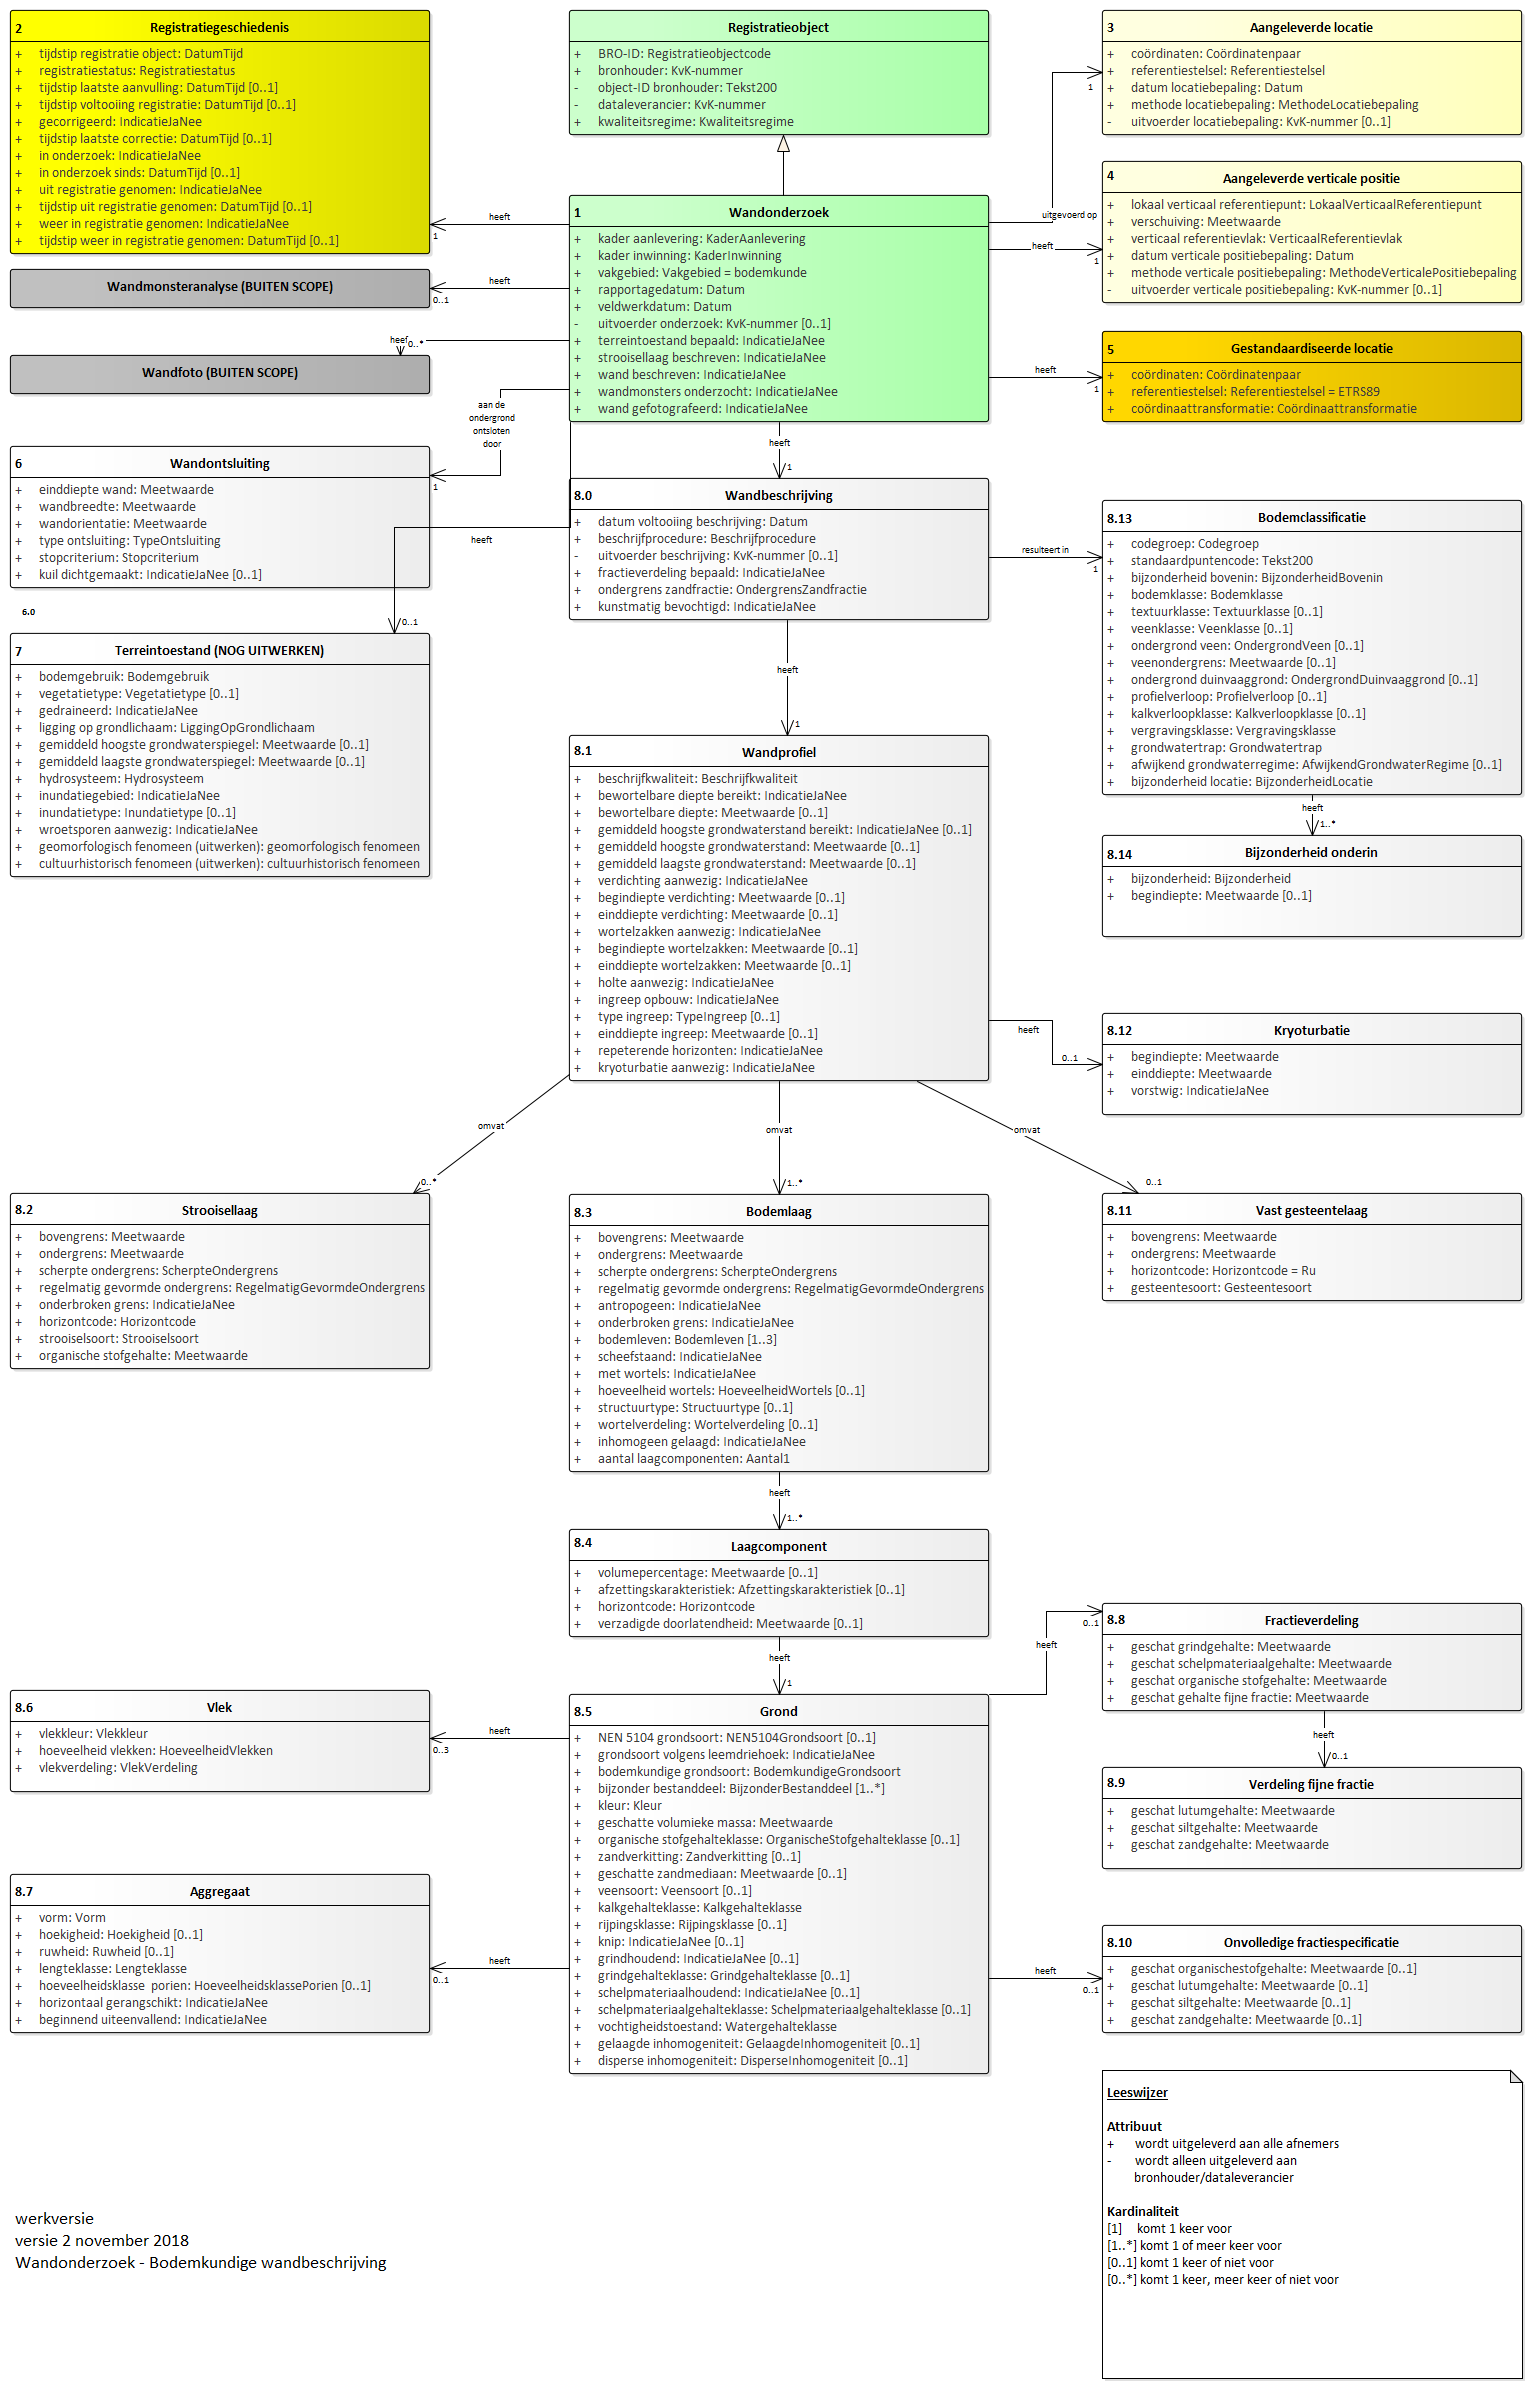 2 Registratiegeschiedenis
+ tijdstip registratie object: DatumTijd
+ registratiestatus: Registratiestatus
+ tijdstip laatste aanvulling: DatumTijd [0..1]
+ tijdstip voltooiing registratie: DatumTijd [0..1]
+ gecorrigeerd: IndicatieJaNee
+ tijdstip laatste correctie: DatumTijd [0..1]
+ in onderzoek: IndicatieJaNee
+ in onderzoek sinds: DatumTijd [0..1]
+ uit registratie genomen: IndicatieJaNee
+ tijdstip uit registratie genomen: DatumTijd [0..1]
+ weer in registratie genomen: IndicatieJaNee
+ tijdstip weer in registratie genomen: DatumTijd [0..1]
Registratieobject
+ BRO-ID: Registratieobjectcode
+ bronhouder: KvK-nummer
- object-ID bronhouder: Tekst200
- dataleverancier: KvK-nummer
+ kwaliteitsregime: Kwaliteitsregime
3 Aangeleverde locatie
+ coördinaten: Coördinatenpaar
+ referentiestelsel: Referentiestelsel
+ datum locatiebepaling: Datum
+ methode locatiebepaling: MethodeLocatiebepaling
- uitvoerder locatiebepaling: KvK-nummer [0..1]
1
uitgevoerd op
4 Aangeleverde verticale positie
+ lokaal verticaal referentiepunt: LokaalVerticaalReferentiepunt
+ verschuiving: Meetwaarde
+ verticaal referentievlak: VerticaalReferentievlak
+ datum verticale positiebepaling: Datum
+ methode verticale positiebepaling: MethodeVerticalePositiebepaling
- uitvoerder verticale positiebepaling: KvK-nummer [0..1]
heeft
1
1 Wandonderzoek
+ kader aanlevering: KaderAanlevering
+ kader inwinning: KaderInwinning
+ vakgebied: Vakgebied = bodemkunde
+ rapportagedatum: Datum
+ veldwerkdatum: Datum
- uitvoerder onderzoek: KvK-nummer [0..1]
+ terreintoestand bepaald: IndicatieJaNee
+ strooisellaag beschreven: IndicatieJaNee
+ wand beschreven: IndicatieJaNee
+ wandmonsters onderzocht: IndicatieJaNee
+ wand gefotografeerd: IndicatieJaNee
heeft
1
Wandmonsteranalyse (BUITEN SCOPE)
heeft
0..1
Wandfoto (BUITEN SCOPE)
heef
0..*
5 Gestandaardiseerde locatie
+ coördinaten: Coördinatenpaar
+ referentiestelsel: Referentiestelsel = ETRS89
+ coördinaattransformatie: Coördinaattransformatie
heeft
1
aan de
ondergrond
ontsloten
door
1
6 Wandontsluiting
+ einddiepte wand: Meetwaarde
+ wandbreedte: Meetwaarde
+ wandorientatie: Meetwaarde
+ type ontsluiting: TypeOntsluiting
+ stopcriterium: Stopcriterium
+ kuil dichtgemaakt: IndicatieJaNee [0..1]
6.0
heeft
0..1
7 Terreintoestand (NOG UITWERKEN)
+ bodemgebruik: Bodemgebruik
+ vegetatietype: Vegetatietype [0..1]
+ gedraineerd: IndicatieJaNee
+ ligging op grondlichaam: LiggingOpGrondlichaam
+ gemiddeld hoogste grondwaterspiegel: Meetwaarde [0..1]
+ gemiddeld laagste grondwaterspiegel: Meetwaarde [0..1]
+ hydrosysteem: Hydrosysteem
+ inundatiegebied: IndicatieJaNee
+ inundatietype: Inundatietype [0..1]
+ wroetsporen aanwezig: IndicatieJaNee
+ geomorfologisch fenomeen (uitwerken): geomorfologisch fenomeen
+ cultuurhistorisch fenomeen (uitwerken): cultuurhistorisch fenomeen
heeft
1
8.0 Wandbeschrijving
+ datum voltooiing beschrijving: Datum
+ beschrijfprocedure: Beschrijfprocedure
- uitvoerder beschrijving: KvK-nummer [0..1]
+ fractieverdeling bepaald: IndicatieJaNee
+ ondergrens zandfractie: OndergrensZandfractie
+ kunstmatig bevochtigd: IndicatieJaNee
resulteert in
1
8.13 Bodemclassificatie
+ codegroep: Codegroep
+ standaardpuntencode: Tekst200
+ bijzonderheid bovenin: BijzonderheidBovenin
+ bodemklasse: Bodemklasse
+ textuurklasse: Textuurklasse [0..1]
+ veenklasse: Veenklasse [0..1]
+ ondergrond veen: OndergrondVeen [0..1]
+ veenondergrens: Meetwaarde [0..1]
+ ondergrond duinvaaggrond: OndergrondDuinvaaggrond [0..1]
+ profielverloop: Profielverloop [0..1]
+ kalkverloopklasse: Kalkverloopklasse [0..1]
+ vergravingsklasse: Vergravingsklasse
+ grondwatertrap: Grondwatertrap
+ afwijkend grondwaterregime: AfwijkendGrondwaterRegime [0..1]
+ bijzonderheid locatie: BijzonderheidLocatie
heeft
1..*
8.14 Bijzonderheid onderin
+ bijzonderheid: Bijzonderheid
+ begindiepte: Meetwaarde [0..1]
heeft
1
8.1 Wandprofiel
+ beschrijfkwaliteit: Beschrijfkwaliteit
+ bewortelbare diepte bereikt: IndicatieJaNee
+ bewortelbare diepte: Meetwaarde [0..1]
+ gemiddeld hoogste grondwaterstand bereikt: IndicatieJaNee [0..1]
+ gemiddeld hoogste grondwaterstand: Meetwaarde [0..1]
+ gemiddeld laagste grondwaterstand: Meetwaarde [0..1]
+ verdichting aanwezig: IndicatieJaNee
+ begindiepte verdichting: Meetwaarde [0..1]
+ einddiepte verdichting: Meetwaarde [0..1]
+ wortelzakken aanwezig: IndicatieJaNee
+ begindiepte wortelzakken: Meetwaarde [0..1]
+ einddiepte wortelzakken: Meetwaarde [0..1]
+ holte aanwezig: IndicatieJaNee
+ ingreep opbouw: IndicatieJaNee
+ type ingreep: TypeIngreep [0..1]
+ einddiepte ingreep: Meetwaarde [0..1]
+ repeterende horizonten: IndicatieJaNee
+ kryoturbatie aanwezig: IndicatieJaNee
heeft
0..1
8.12 Kryoturbatie
+ begindiepte: Meetwaarde
+ einddiepte: Meetwaarde
+ vorstwig: IndicatieJaNee
omvat
0..*
omvat
1..*
omvat
0..1
8.2 Strooisellaag
+ bovengrens: Meetwaarde
+ ondergrens: Meetwaarde
+ scherpte ondergrens: ScherpteOndergrens
+ regelmatig gevormde ondergrens: RegelmatigGevormdeOndergrens
+ onderbroken grens: IndicatieJaNee
+ horizontcode: Horizontcode
+ strooiselsoort: Strooiselsoort
+ organische stofgehalte: Meetwaarde
8.3 Bodemlaag
+ bovengrens: Meetwaarde
+ ondergrens: Meetwaarde
+ scherpte ondergrens: ScherpteOndergrens
+ regelmatig gevormde ondergrens: RegelmatigGevormdeOndergrens
+ antropogeen: IndicatieJaNee
+ onderbroken grens: IndicatieJaNee
+ bodemleven: Bodemleven [1..3]
+ scheefstaand: IndicatieJaNee
+ met wortels: IndicatieJaNee
+ hoeveelheid wortels: HoeveelheidWortels [0..1]
+ structuurtype: Structuurtype [0..1]
+ wortelverdeling: Wortelverdeling [0..1]
+ inhomogeen gelaagd: IndicatieJaNee
+ aantal laagcomponenten: Aantal1
8.11 Vast gesteentelaag
+ bovengrens: Meetwaarde
+ ondergrens: Meetwaarde
+ horizontcode: Horizontcode = Ru
+ gesteentesoort: Gesteentesoort
heeft
1..*
8.4 Laagcomponent
+ volumepercentage: Meetwaarde [0..1]
+ afzettingskarakteristiek: Afzettingskarakteristiek [0..1]
+ horizontcode: Horizontcode
+ verzadigde doorlatendheid: Meetwaarde [0..1]
heeft
1
8.5 Grond
+ NEN 5104 grondsoort: NEN5104Grondsoort [0..1]
+ grondsoort volgens leemdriehoek: IndicatieJaNee
+ bodemkundige grondsoort: BodemkundigeGrondsoort
+ bijzonder bestanddeel: BijzonderBestanddeel [1..*]
+ kleur: Kleur
+ geschatte volumieke massa: Meetwaarde
+ organische stofgehalteklasse: OrganischeStofgehalteklasse [0..1]
+ zandverkitting: Zandverkitting [0..1]
+ geschatte zandmediaan: Meetwaarde [0..1]
+ veensoort: Veensoort [0..1]
+ kalkgehalteklasse: Kalkgehalteklasse
+ rijpingsklasse: Rijpingsklasse [0..1]
+ knip: IndicatieJaNee [0..1]
+ grindhoudend: IndicatieJaNee [0..1]
+ grindgehalteklasse: Grindgehalteklasse [0..1]
+ schelpmateriaalhoudend: IndicatieJaNee [0..1]
+ schelpmateriaalgehalteklasse: Schelpmateriaalgehalteklasse [0..1]
+ vochtigheidstoestand: Watergehalteklasse
+ gelaagde inhomogeniteit: GelaagdeInhomogeniteit [0..1]
+ disperse inhomogeniteit: DisperseInhomogeniteit [0..1]
heeft
0..3
8.6 Vlek
+ vlekkleur: Vlekkleur
+ hoeveelheid vlekken: HoeveelheidVlekken
+ vlekverdeling: VlekVerdeling
heeft
0..1
8.7 Aggregaat
+ vorm: Vorm
+ hoekigheid: Hoekigheid [0..1]
+ ruwheid: Ruwheid [0..1]
+ lengteklasse: Lengteklasse
+ hoeveelheidsklasse porien: HoeveelheidsklassePorien [0..1]
+ horizontaal gerangschikt: IndicatieJaNee
+ beginnend uiteenvallend: IndicatieJaNee
heeft
0..1
8.8 Fractieverdeling
+ geschat grindgehalte: Meetwaarde
+ geschat schelpmateriaalgehalte: Meetwaarde
+ geschat organische stofgehalte: Meetwaarde
+ geschat gehalte fijne fractie: Meetwaarde
heeft
0..1
8.9 Verdeling fijne fractie
+ geschat lutumgehalte: Meetwaarde
+ geschat siltgehalte: Meetwaarde
+ geschat zandgehalte: Meetwaarde
heeft
0..1
8.10 Onvolledige fractiespecificatie
+ geschat organischestofgehalte: Meetwaarde [0..1]
+ geschat lutumgehalte: Meetwaarde [0..1]
+ geschat siltgehalte: Meetwaarde [0..1]
+ geschat zandgehalte: Meetwaarde [0..1]
Leeswijzer
Attribuut
+ wordt uitgeleverd aan alle afnemers
- wordt alleen uitgeleverd aan
bronhouder/dataleverancier
Kardinaliteit
[1] komt 1 keer voor
[1..*] komt 1 of meer keer voor
[0..1] komt 1 keer of niet voor
[0..*] komt 1 keer, meer keer of niet voor
werkversie
versie 2 november 2018
Wandonderzoek - Bodemkundige wandbeschrijving